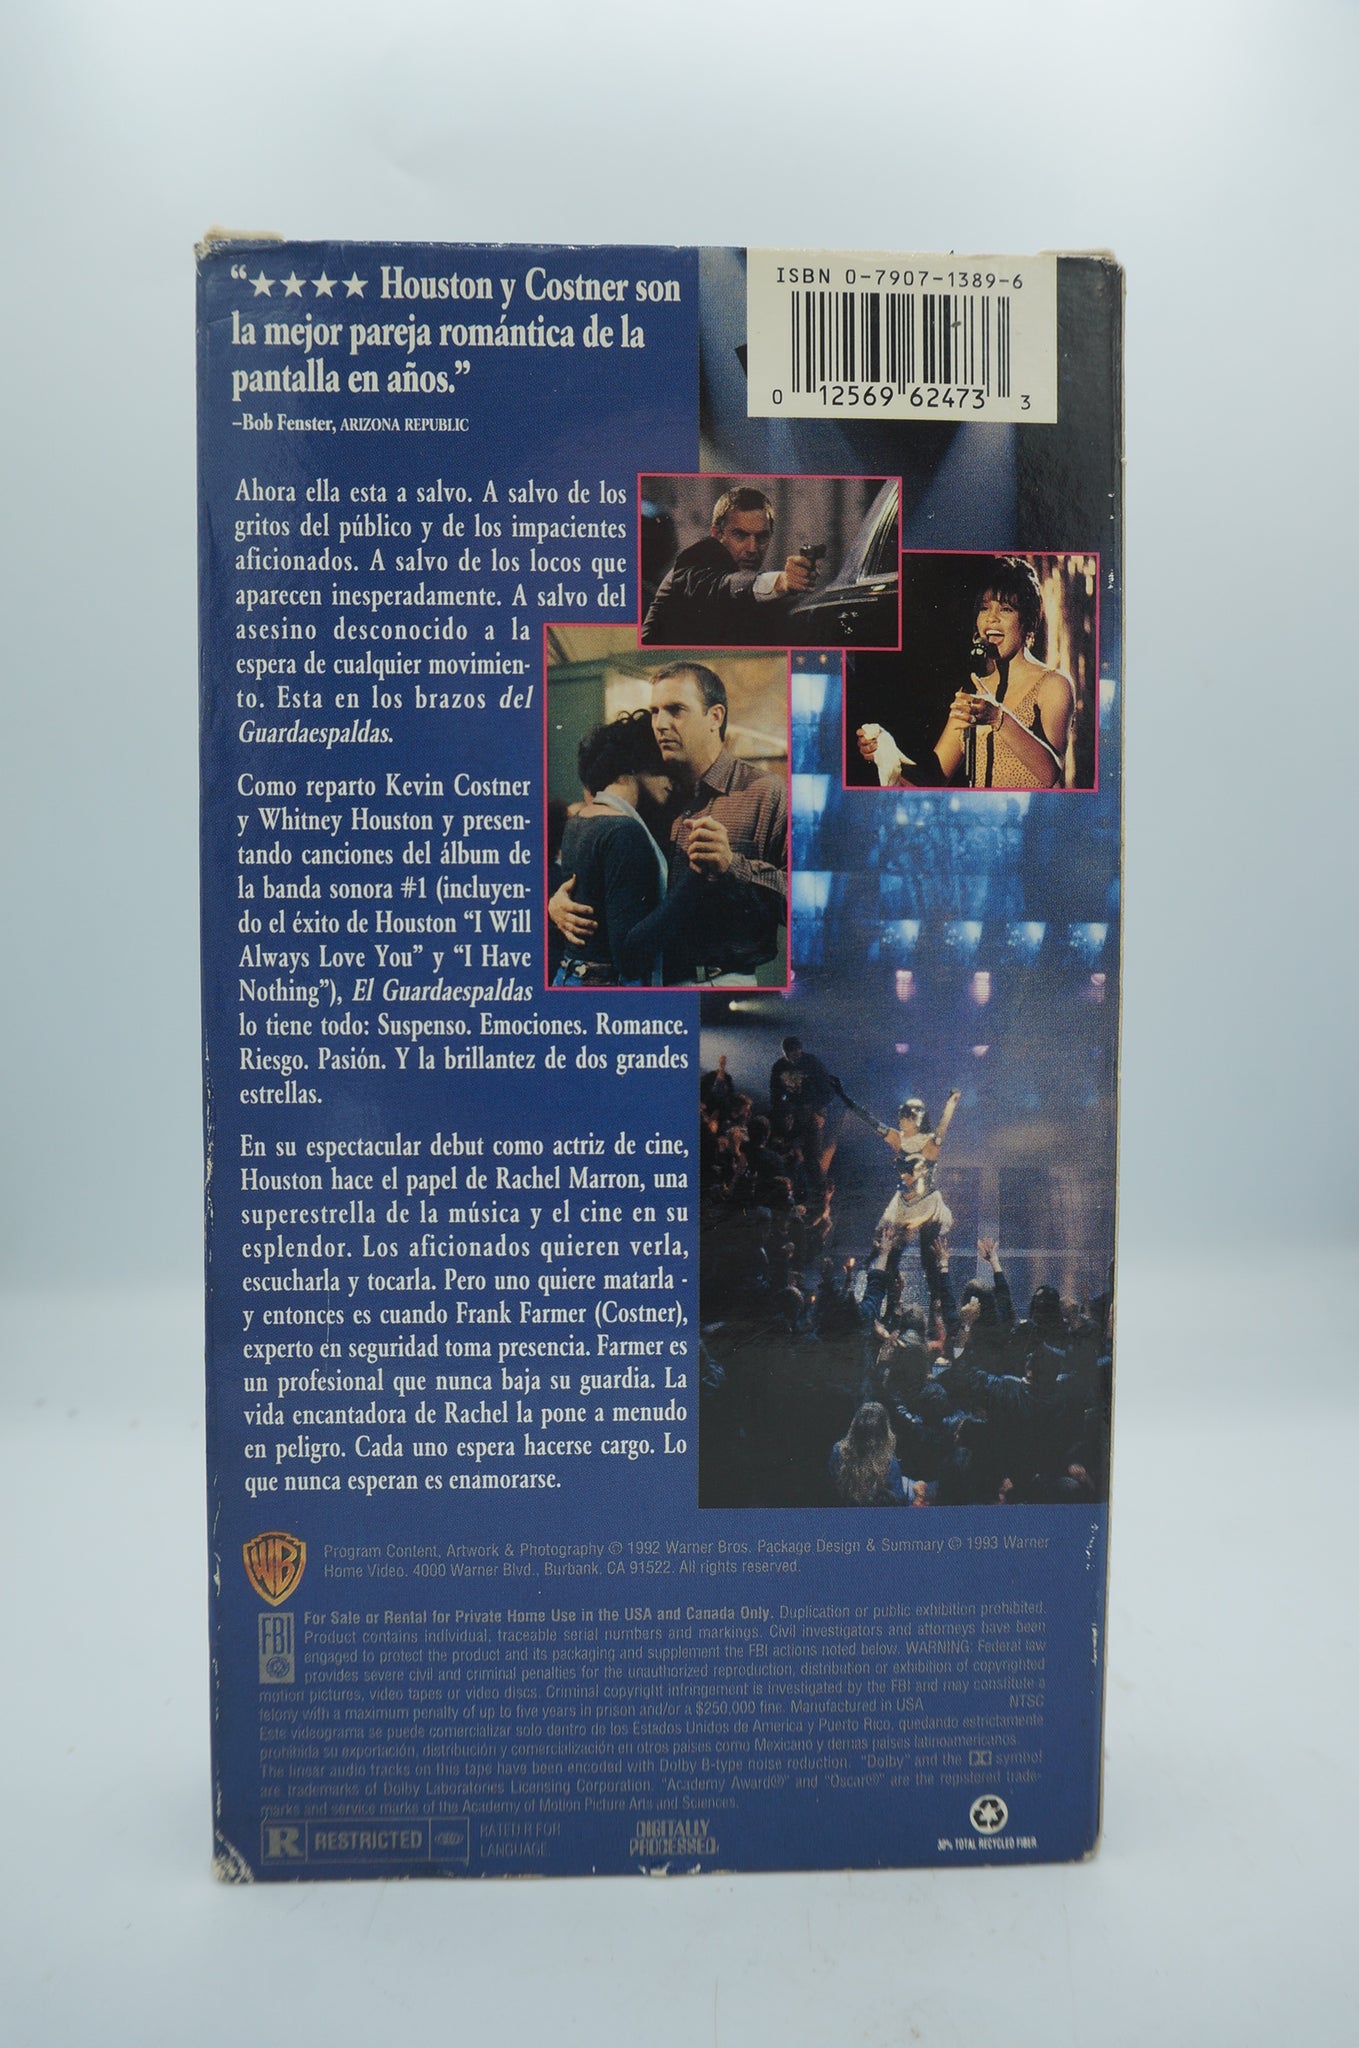 “★★★★ Houston y Costner son
la mejor pareja romántica de la
pantalla en años.”
–Bob Fenster, ARIZONA REPUBLIC
ISBN 0-7907-1389-6
0 12569 62473 3
Ahora ella esta a salvo. A salvo de los
gritos del público y de los impacientes
aficionados. A salvo de los locos que
aparecen inesperadamente. A salvo del
asesino desconocido a la
espera de cualquier movimien-
to. Esta en los brazos del
Guardaespaldas.
Como reparto Kevin Costner
y Whitney Houston y presen-
tando canciones del álbum de
la banda sonora #1 (incluyen-
do el éxito de Houston “I Will
Always Love You” y “I Have
Nothing”), El Guardaespaldas
lo tiene todo: Suspenso. Emociones. Romance.
Riesgo. Pasión. Y la brillantez de dos grandes
estrellas.
En su espectacular debut como actriz de cine,
Houston hace el papel de Rachel Marron, una
superestrella de la música y el cine en su
esplendor. Los aficionados quieren verla,
escucharla y tocarla. Pero uno quiere matarla -
y entonces es cuando Frank Farmer (Costner),
experto en seguridad toma presencia. Farmer es
un profesional que nunca baja su guardia. La
vida encantadora de Rachel la pone a menudo
en peligro. Cada uno espera hacerse cargo. Lo
que nunca esperan es enamorarse.
WB
Program Content, Artwork & Photography © 1992 Warner Bros. Package Design & Summary © 1993 Warner
Home Video. 4000 Warner Blvd., Burbank, CA 91522. All rights reserved.
FBI
For Sale or Rental for Private Home Use in the USA and Canada Only. Duplication or public exhibition prohibited.
Product contains individual, traceable serial numbers and markings. Civil investigators and attorneys have been
engaged to protect the product and its packaging and supplement the FBI actions noted below. WARNING: Federal law
provides severe civil and criminal penalties for the unauthorized reproduction, distribution or exhibition of copyrighted
motion pictures, video tapes or video discs. Criminal copyright infringement is investigated by the FBI and may constitute a
felony with a maximum penalty of up to five years in prison and/or a $250,000 fine. Manufactured in USA NTSC
Este videograma se puede comercializar solo dentro de los Estados Unidos de America y Puerto Rico, quedando estrictamente
prohibida su exportación, distribución y comercialización en otros países como Mexicano y demas países latinoamericanos.
The linear audio tracks on this tape have been encoded with Dolby B-type noise reduction. "Dolby" and the symbol
are trademarks of Dolby Laboratories Licensing Corporation. "Academy Award®" and "Oscar®" are the registered trade-
marks and service marks of the Academy of Motion Picture Arts and Sciences.
R RESTRICTED
RATED R FOR
LANGUAGE.
DIGITALLY
PROCESSED.
30% TOTAL RECYCLED FIBER